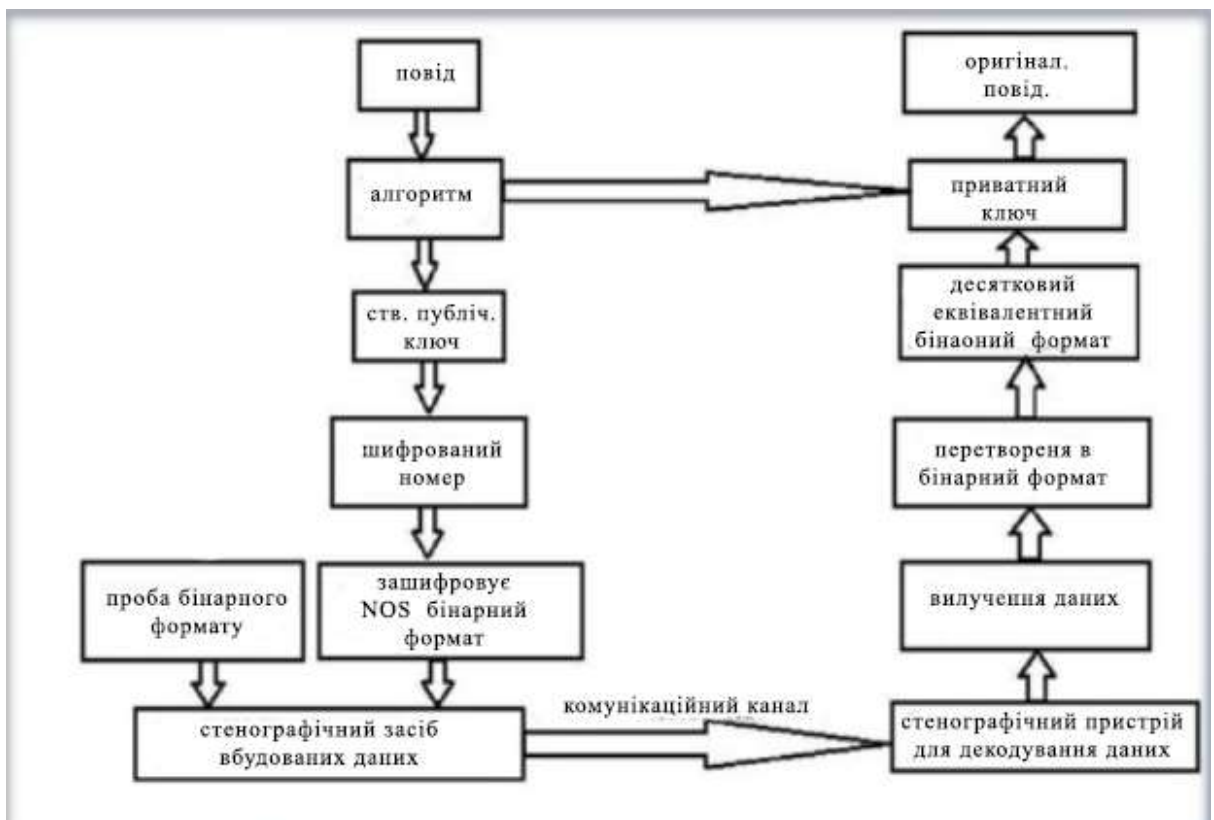 повід
алгоритм
ств. публіч.
ключ
шифрований
номер
проба бінарного
формату
зашифровує
NOS бінарний
формат
стенографічний засіб
вбудованих даних
комунікаційний канал
стенографічний пристрій
для декодування даних
вилучення даних
перетвореня в
бінарний формат
десятковий
еквівалентний
бінаоний формат
приватний
ключ
оригінал.
повід.